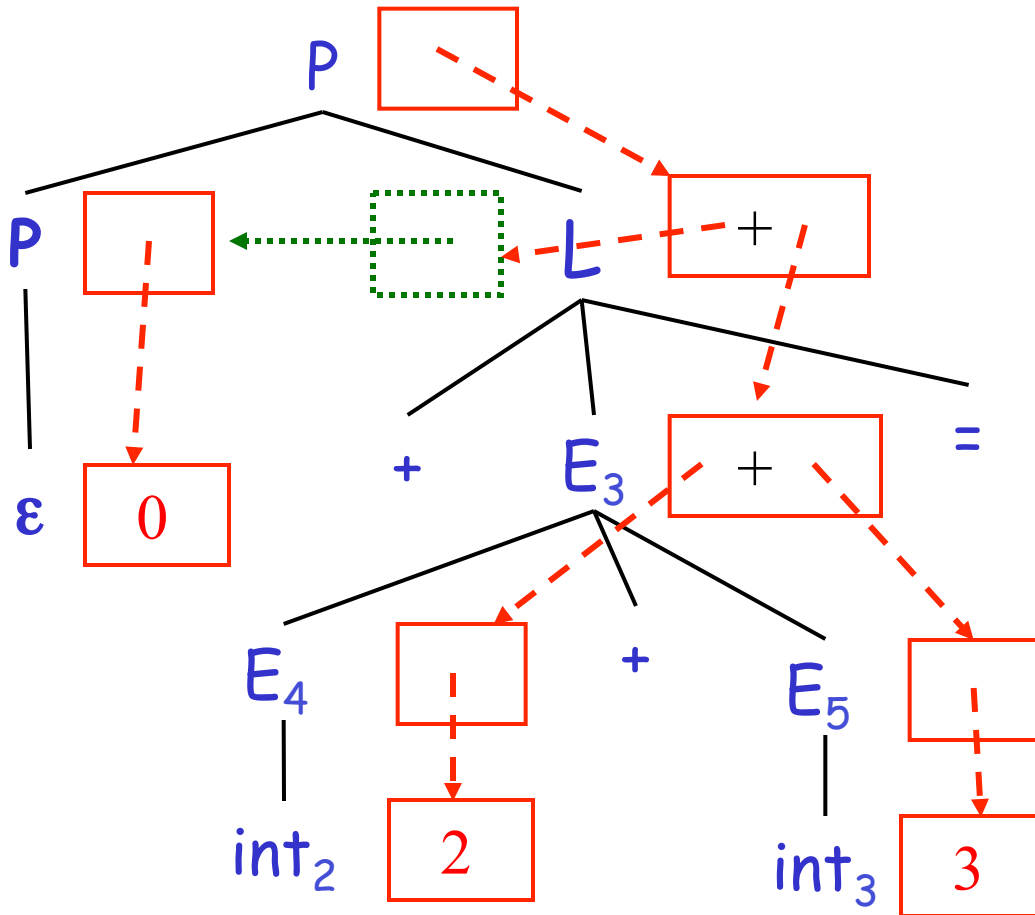 P
P L +
+ E3 + =
ε 0
E4 + E5
int2 2 int3 3